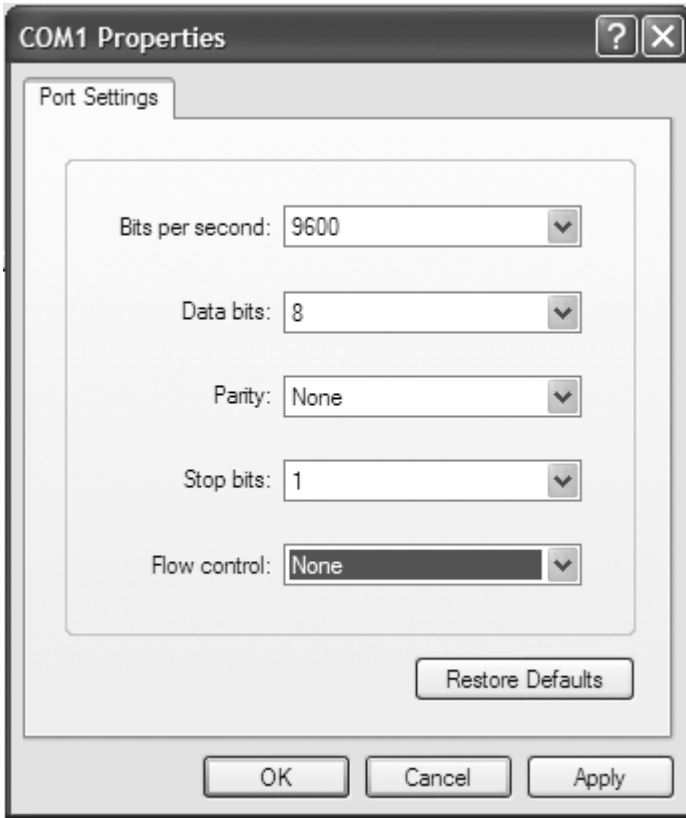 COM1 Properties
Port Settings
Bits per second: 9600
Data bits: 8
Parity: None
Stop bits: 1
Flow control: None
Restore Defaults
OK Cancel Apply